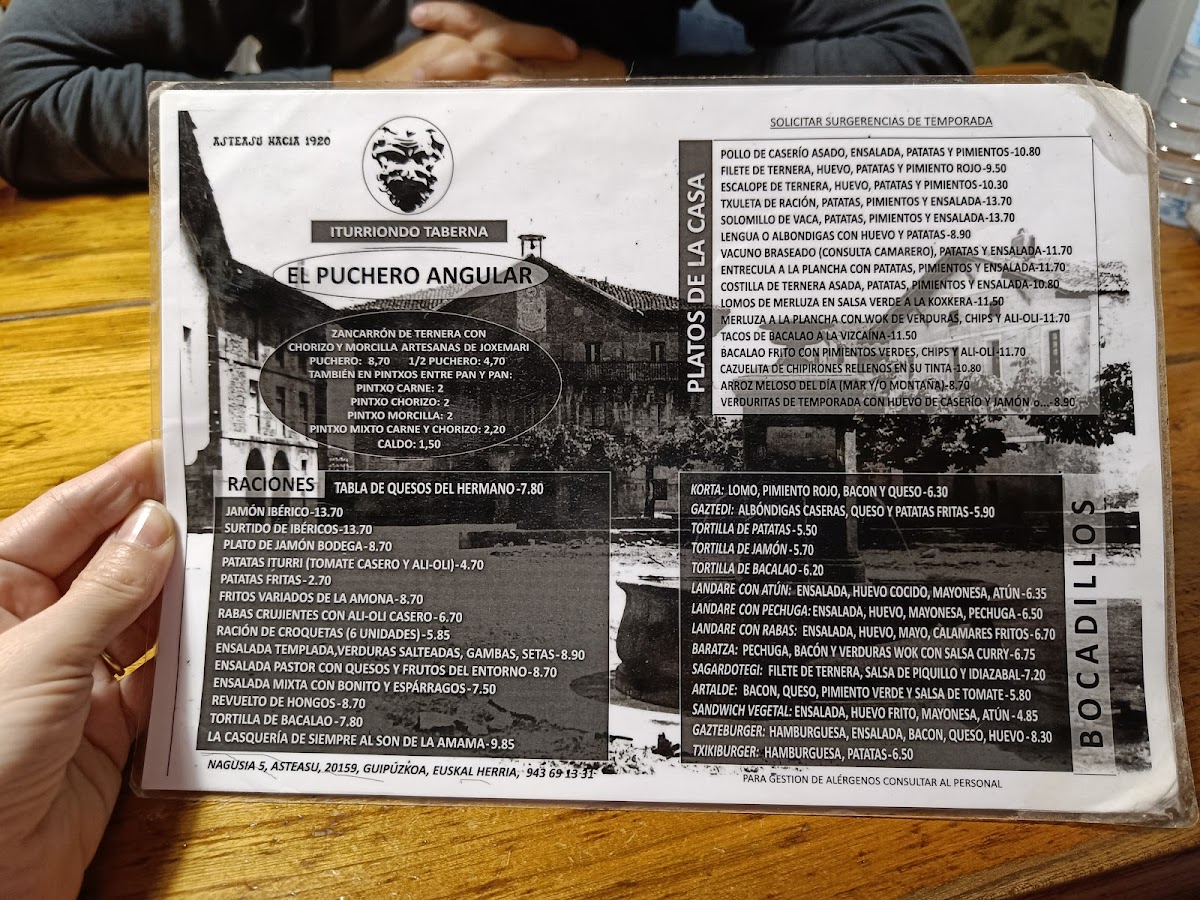 ASTEASU HACIA 1920
ITURRIONDO TABERNA
EL PUCHERO ANGULAR
ZANCARRÓN DE TERNERA CON
CHORIZO Y MORCILLA ARTESANAS DE JOXEMARI
PUCHERO: 8,70 1/2 PUCHERO: 4,70
TAMBIÉN EN PINTXOS ENTRE PAN Y PAN:
PINTXO CARNE: 2
PINTXO CHORIZO: 2
PINTXO MORCILLA: 2
PINTXO MIXTO CARNE Y CHORIZO: 2,20
CALDO: 1,50
SOLICITAR SURGERENCIAS DE TEMPORADA
PLATOS DE LA CASA
POLLO DE CASERÍO ASADO, ENSALADA, PATATAS Y PIMIENTOS-10.80
FILETE DE TERNERA, HUEVO, PATATAS Y PIMIENTO ROJO-9.50
ESCALOPE DE TERNERA, HUEVO, PATATAS Y PIMIENTOS-10.30
TXULETA DE RACIÓN, PATATAS, PIMIENTOS Y ENSALADA-13.70
SOLOMILLO DE VACA, PATATAS, PIMIENTOS Y ENSALADA-13.70
LENGUA O ALBONDIGAS CON HUEVO Y PATATAS-8.90
VACUNO BRASEADO (CONSULTA CAMARERO), PATATAS Y ENSALADA-11.70
ENTRECULA A LA PLANCHA CON PATATAS, PIMIENTOS Y ENSALADA-11.70
COSTILLA DE TERNERA ASADA, PATATAS, PIMIENTOS Y ENSALADA-10.80
LOMOS DE MERLUZA EN SALSA VERDE A LA KOXKERA-11.50
MERLUZA A LA PLANCHA CON.WOK DE VERDURAS, CHIPS Y ALI-OLI-11.70
TACOS DE BACALAO A LA VIZCAÍNA-11.50
BACALAO FRITO CON PIMIENTOS VERDES, CHIPS Y ALI-OLI-11.70
CAZUELITA DE CHIPIRONES RELLENOS EN SU TINTA-10.80
ARROZ MELOSO DEL DÍA (MAR Y/O MONTAÑA)-8.70
VERDURITAS DE TEMPORADA CON HUEVO DE CASERÍO Y JAMÓN o...-8.90
RACIONES TABLA DE QUESOS DEL HERMANO-7.80
JAMÓN IBÉRICO-13.70
SURTIDO DE IBÉRICOS-13.70
PLATO DE JAMÓN BODEGA-8.70
PATATAS ITURRI (TOMATE CASERO Y ALI-OLI)-4.70
PATATAS FRITAS-2.70
FRITOS VARIADOS DE LA AMONA-8.70
RABAS CRUJIENTES CON ALI-OLI CASERO-6.70
RACIÓN DE CROQUETAS (6 UNIDADES)-5.85
ENSALADA TEMPLADA,VERDURAS SALTEADAS, GAMBAS, SETAS-8.90
ENSALADA PASTOR CON QUESOS Y FRUTOS DEL ENTORNO-8.70
ENSALADA MIXTA CON BONITO Y ESPÁRRAGOS-7.50
REVUELTO DE HONGOS-8.70
TORTILLA DE BACALAO-7.80
LA CASQUERÍA DE SIEMPRE AL SON DE LA AMAMA-9.85
NAGUSIA 5, ASTEASU, 20159, GUIPÚZKOA, EUSKAL HERRIA, 943 69 13 31
BOCADILLOS
KORTA: LOMO, PIMIENTO ROJO, BACON Y QUESO-6.30
GAZTEDI: ALBÓNDIGAS CASERAS, QUESO Y PATATAS FRITAS-5.90
TORTILLA DE PATATAS-5.50
TORTILLA DE JAMÓN-5.70
TORTILLA DE BACALAO-6.20
LANDARE CON ATÚN: ENSALADA, HUEVO COCIDO, MAYONESA, ATÚN-6.35
LANDARE CON PECHUGA: ENSALADA, HUEVO, MAYONESA, PECHUGA-6.50
LANDARE CON RABAS: ENSALADA, HUEVO, MAYO, CALAMARES FRITOS-6.70
BARATZA: PECHUGA, BACÓN Y VERDURAS WOK CON SALSA CURRY-6.75
SAGARDOTEGI: FILETE DE TERNERA, SALSA DE PIQUILLO Y IDIAZABAL-7.20
ARTALDE: BACON, QUESO, PIMIENTO VERDE Y SALSA DE TOMATE-5.80
SANDWICH VEGETAL: ENSALADA, HUEVO FRITO, MAYONESA, ATÚN-4.85
GAZTEBURGER: HAMBURGUESA, ENSALADA, BACON, QUESO, HUEVO-8.30
TXIKIBURGER: HAMBURGUESA, PATATAS-6.50
PARA GESTION DE ALÉRGENOS CONSULTAR AL PERSONAL